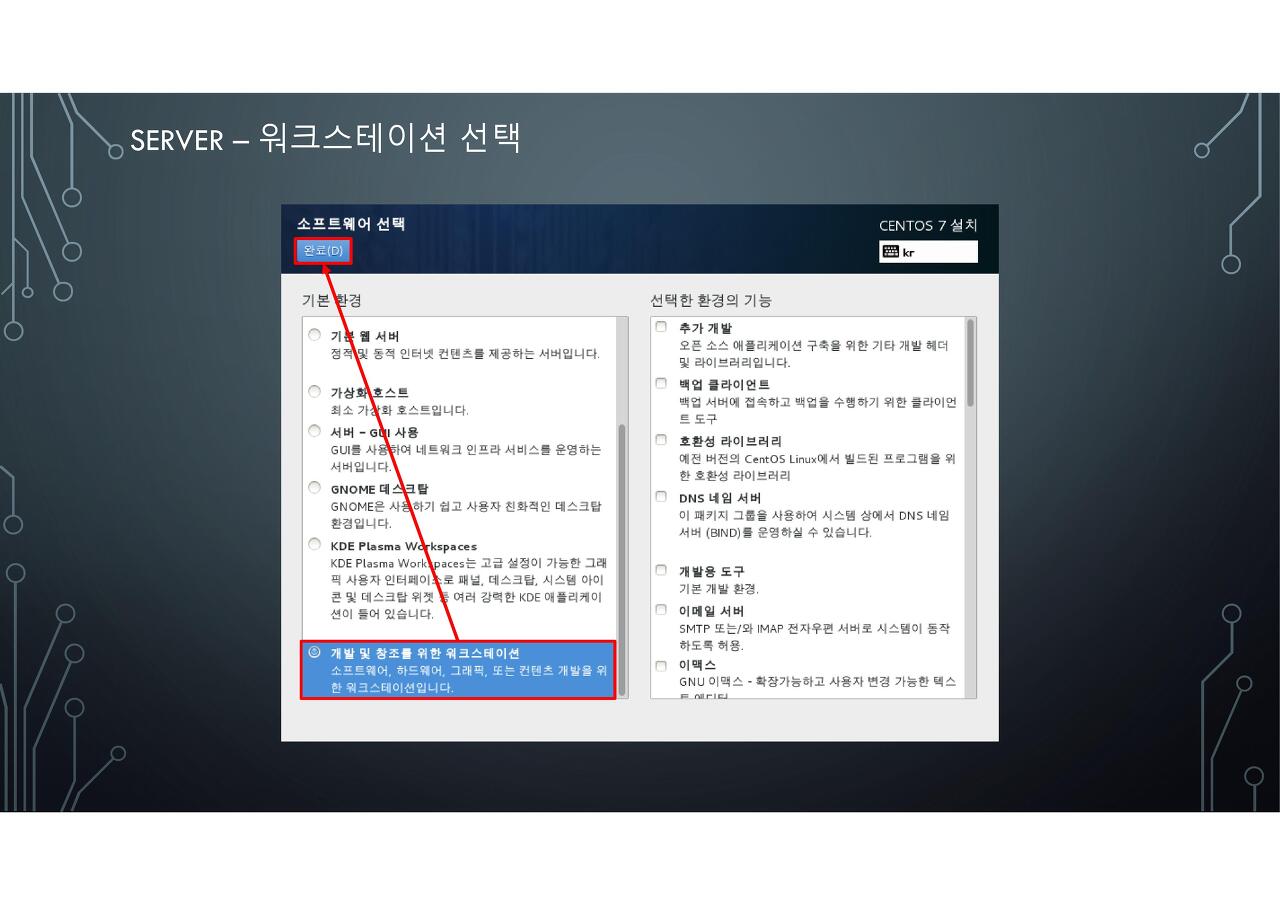 SERVER – 워크스테이션 선택
소프트웨어 선택
완료(D)
CENTOS 7 설치
kr
기본 환경
기본 웹 서버
정적 및 동적 인터넷 컨텐츠를 제공하는 서버입니다.
가상화 호스트
최소 가상화 호스트입니다.
서버 – GUI 사용
GUI를 사용하여 네트워크 인프라 서비스를 운영하는
서버입니다.
GNOME 데스크탑
GNOME은 사용하기 쉽고 사용자 친화적인 데스크탑
환경입니다.
KDE Plasma Workspaces
KDE Plasma Workspaces는 고급 설정이 가능한 그래
픽 사용자 인터페이스로 패널, 데스크탑, 시스템 아이
콘 및 데스크탑 위젯 등 여러 강력한 KDE 애플리케이
션이 들어 있습니다.
개발 및 창조를 위한 워크스테이션
소프트웨어, 하드웨어, 그래픽, 또는 컨텐츠 개발을 위
한 워크스테이션입니다.
선택한 환경의 기능
추가 개발
오픈 소스 애플리케이션 구축을 위한 기타 개발 헤더
및 라이브러리입니다.
백업 클라이언트
백업 서버에 접속하고 백업을 수행하기 위한 클라이언
트 도구
호환성 라이브러리
예전 버전의 CentOS Linux에서 빌드된 프로그램을 위
한 호환성 라이브러리
DNS 네임 서버
이 패키지 그룹을 사용하여 시스템 상에서 DNS 네임
서버 (BIND)를 운영하실 수 있습니다.
개발용 도구
기본 개발 환경.
이메일 서버
SMTP 또는/와 IMAP 전자우편 서버로 시스템이 동작
하도록 허용.
이맥스
GNU 이맥스 - 확장가능하고 사용자 변경 가능한 텍스
트 에디터